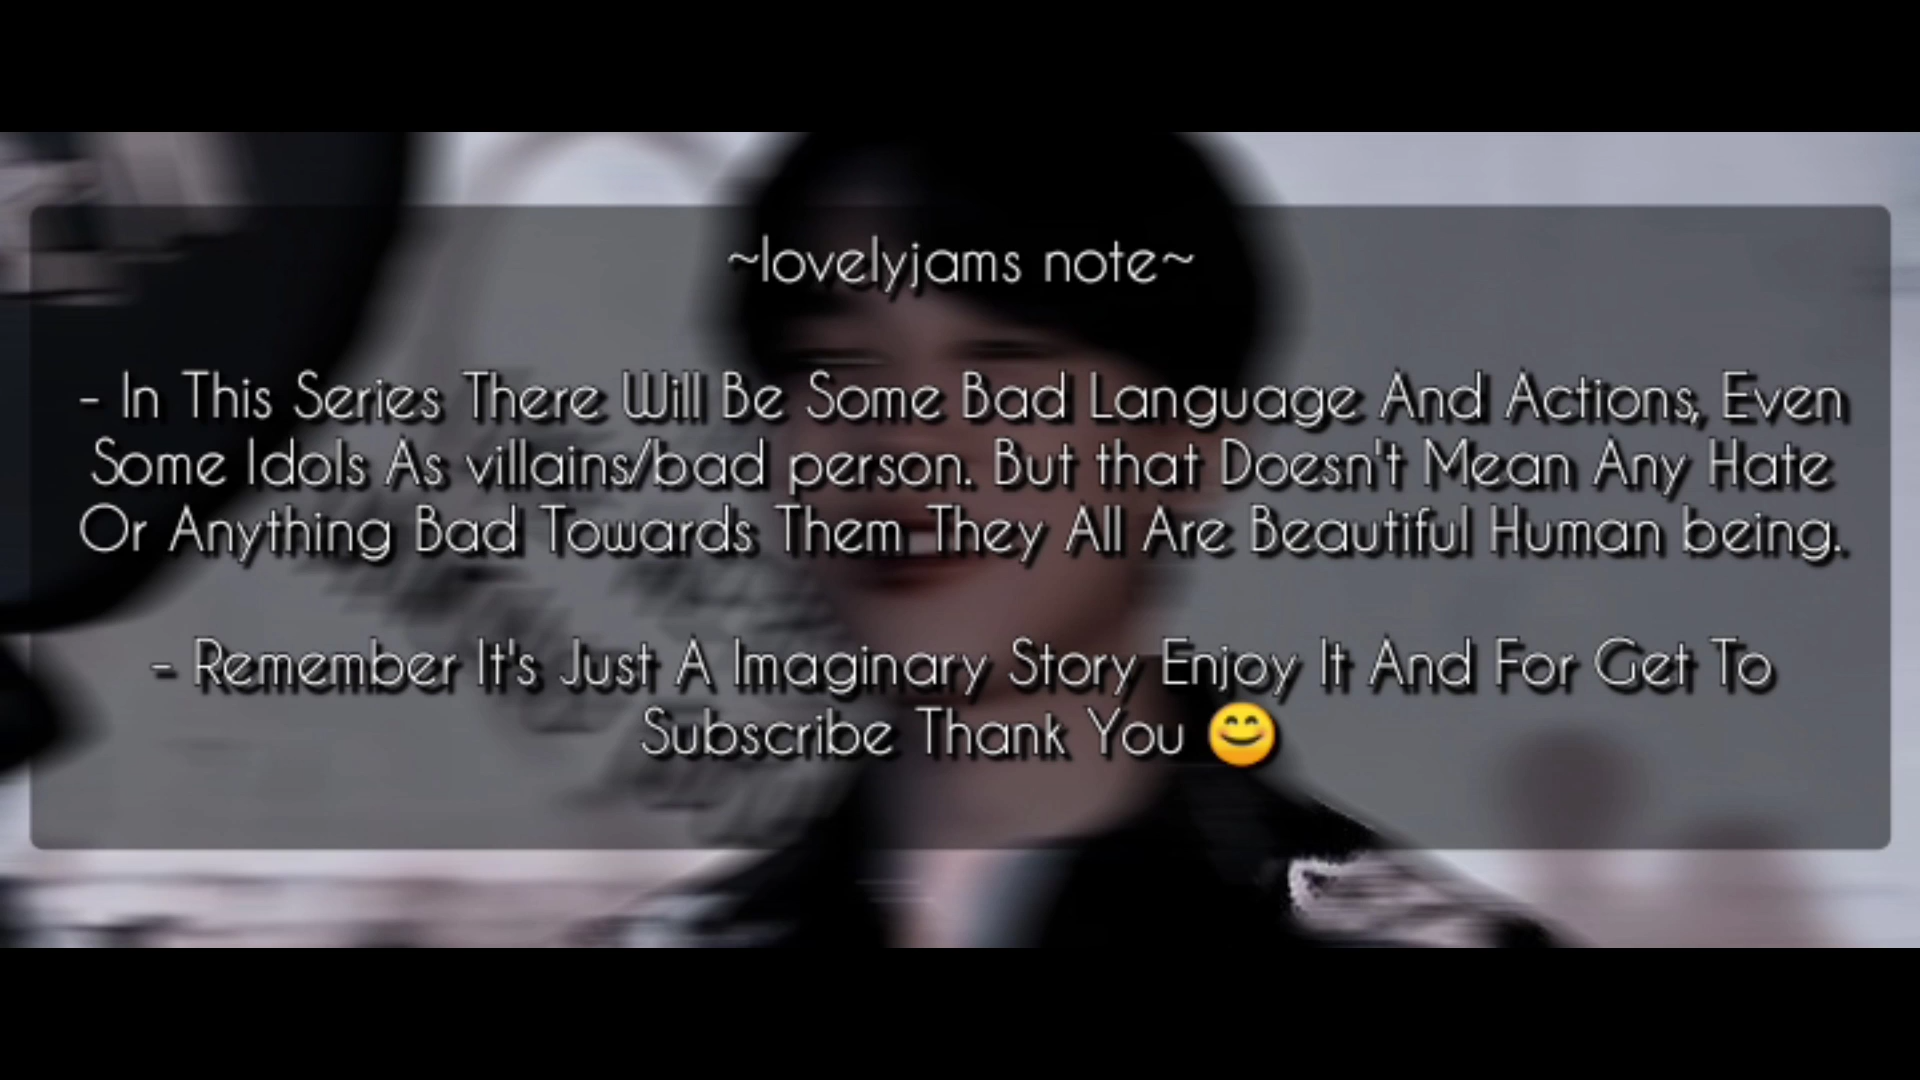 ~lovelyjams note~
- In This Series There Will Be Some Bad Language And Actions, Even
Some Idols As villains/bad person. But that Doesn't Mean Any Hate
Or Anything Bad Towards Them They All Are Beautiful Human being.
- Remember It's Just A Imaginary Story Enjoy It And For Get To
Subscribe Thank You 😊